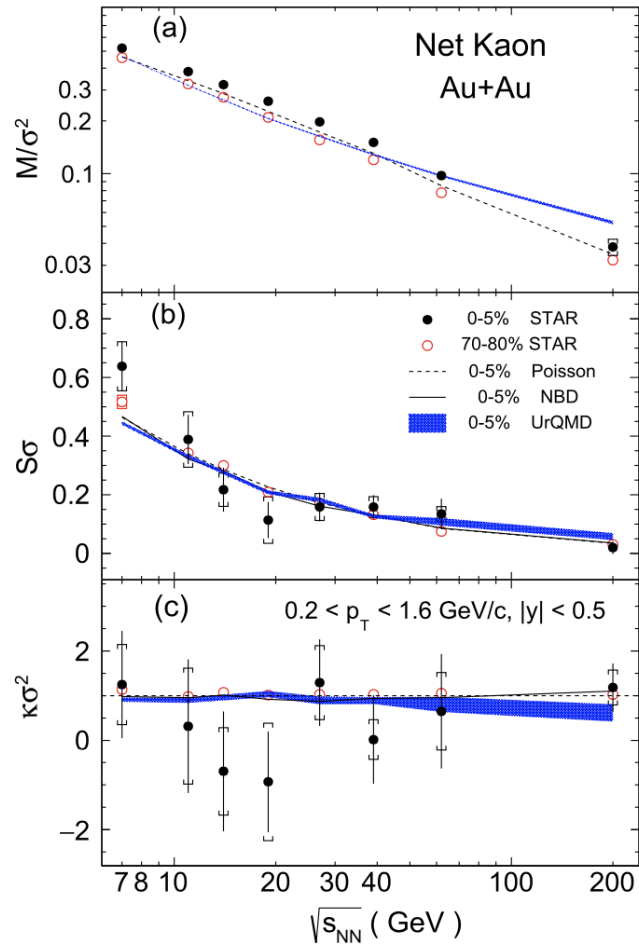 (a)
Net Kaon
Au+Au
M/σ²
0.3
0.2
0.1
0.03
(b)
Sσ
0.8
0.6
0.4
0.2
0
0-5% STAR
70-80% STAR
0-5% Poisson
0-5% NBD
0-5% UrQMD
(c)
0.2 < p_T < 1.6 GeV/c, |y| < 0.5
κσ²
2
0
−2
7 8 10 20 30 40 100 200
√s_NN ( GeV )